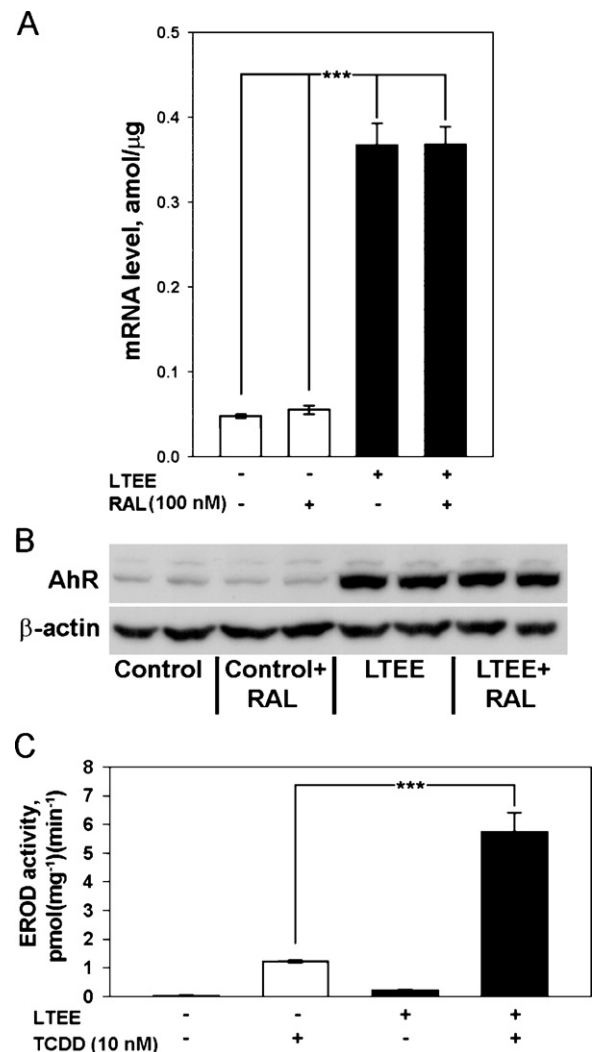 A
mRNA level, amol/µg
0.5
0.4
0.3
0.2
0.1
0.0
***
LTEE - - + +
RAL (100 nM) - + - +
B
AhR
β-actin
Control
Control+
RAL
LTEE
LTEE+
RAL
C
EROD activity,
pmol(mg⁻¹)(min⁻¹)
8
7
6
5
4
3
2
1
0
***
LTEE - - + +
TCDD (10 nM) - + - +